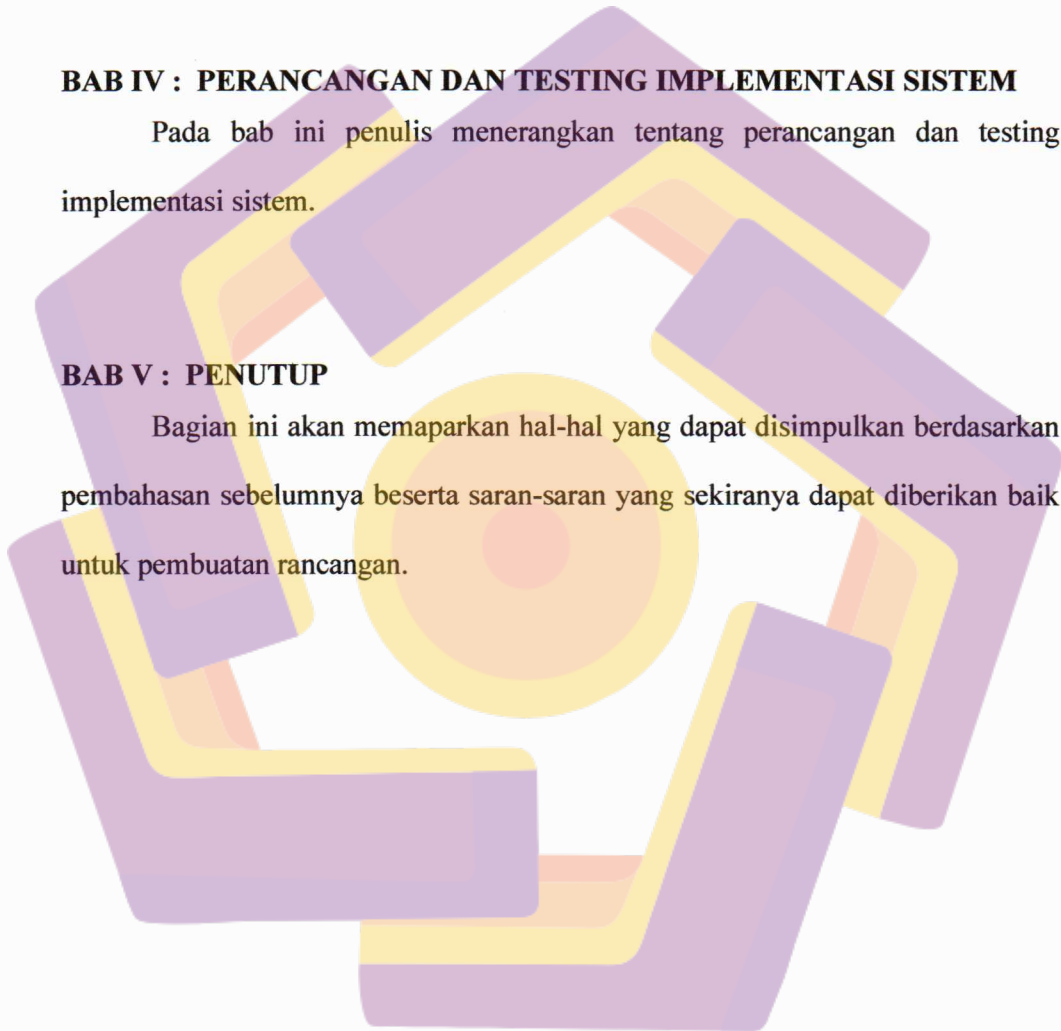 BAB IV : PERANCANGAN DAN TESTING IMPLEMENTASI SISTEM
Pada bab ini penulis menerangkan tentang perancangan dan testing
implementasi sistem.
BAB V : PENUTUP
Bagian ini akan memaparkan hal-hal yang dapat disimpulkan berdasarkan
pembahasan sebelumnya beserta saran-saran yang sekiranya dapat diberikan baik
untuk pembuatan rancangan.